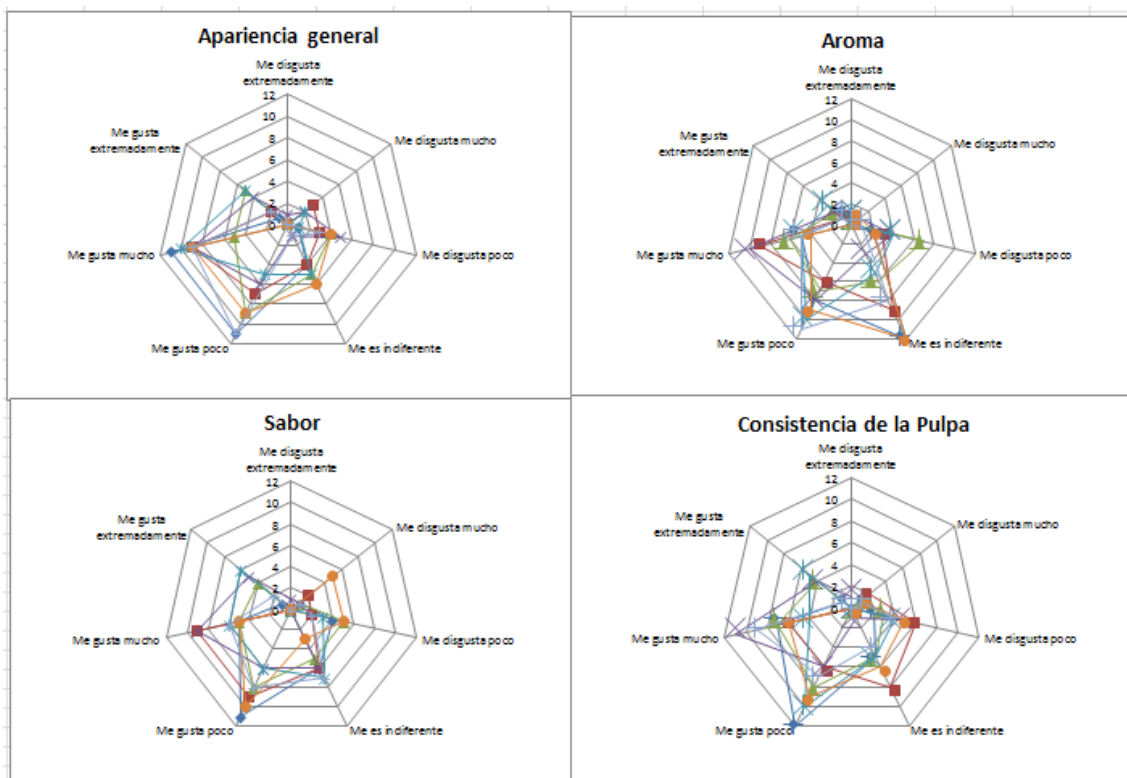 Apariencia general
Me disgusta
extremadamente
12
10
8
6
4
2
0
Me disgusta mucho
Me disgusta poco
Me es indiferente
Me gusta poco
Me gusta mucho
Me gusta
extremadamente
Aroma
Me disgusta
extremadamente
12
10
8
6
4
2
0
Me disgusta mucho
Me disgusta poco
Me es indiferente
Me gusta poco
Me gusta mucho
Me gusta
extremadamente
Sabor
Me disgusta
extremadamente
12
10
8
6
4
2
0
Me disgusta mucho
Me disgusta poco
Me es indiferente
Me gusta poco
Me gusta mucho
Me gusta
extremadamente
Consistencia de la Pulpa
Me disgusta
extremadamente
12
10
8
6
4
2
0
Me disgusta mucho
Me disgusta poco
Me es indiferente
Me gusta poco
Me gusta mucho
Me gusta
extremadamente